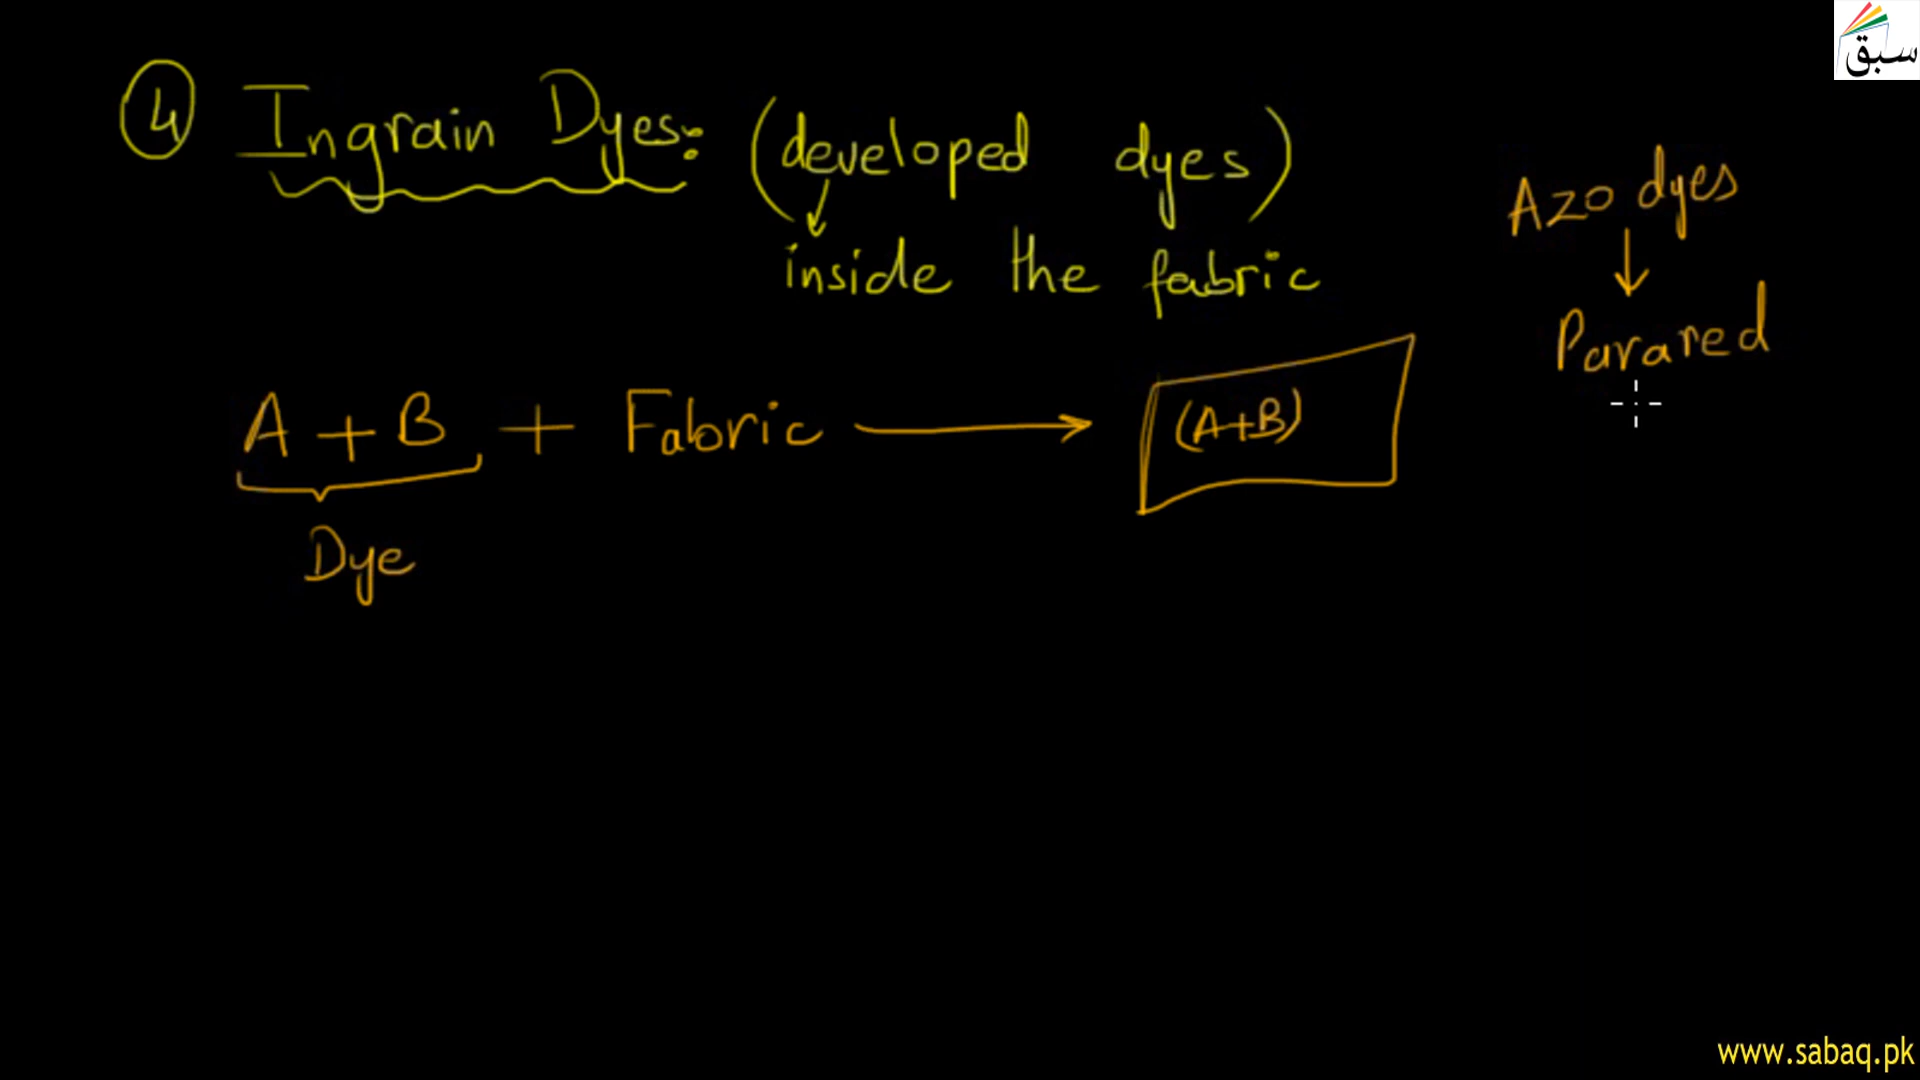 سبق
④ Ingrain Dyes: (developed dyes)
inside the fabric
Azo dyes
↓
Parared
A + B + Fabric → (A+B)
Dye
www.sabaq.pk